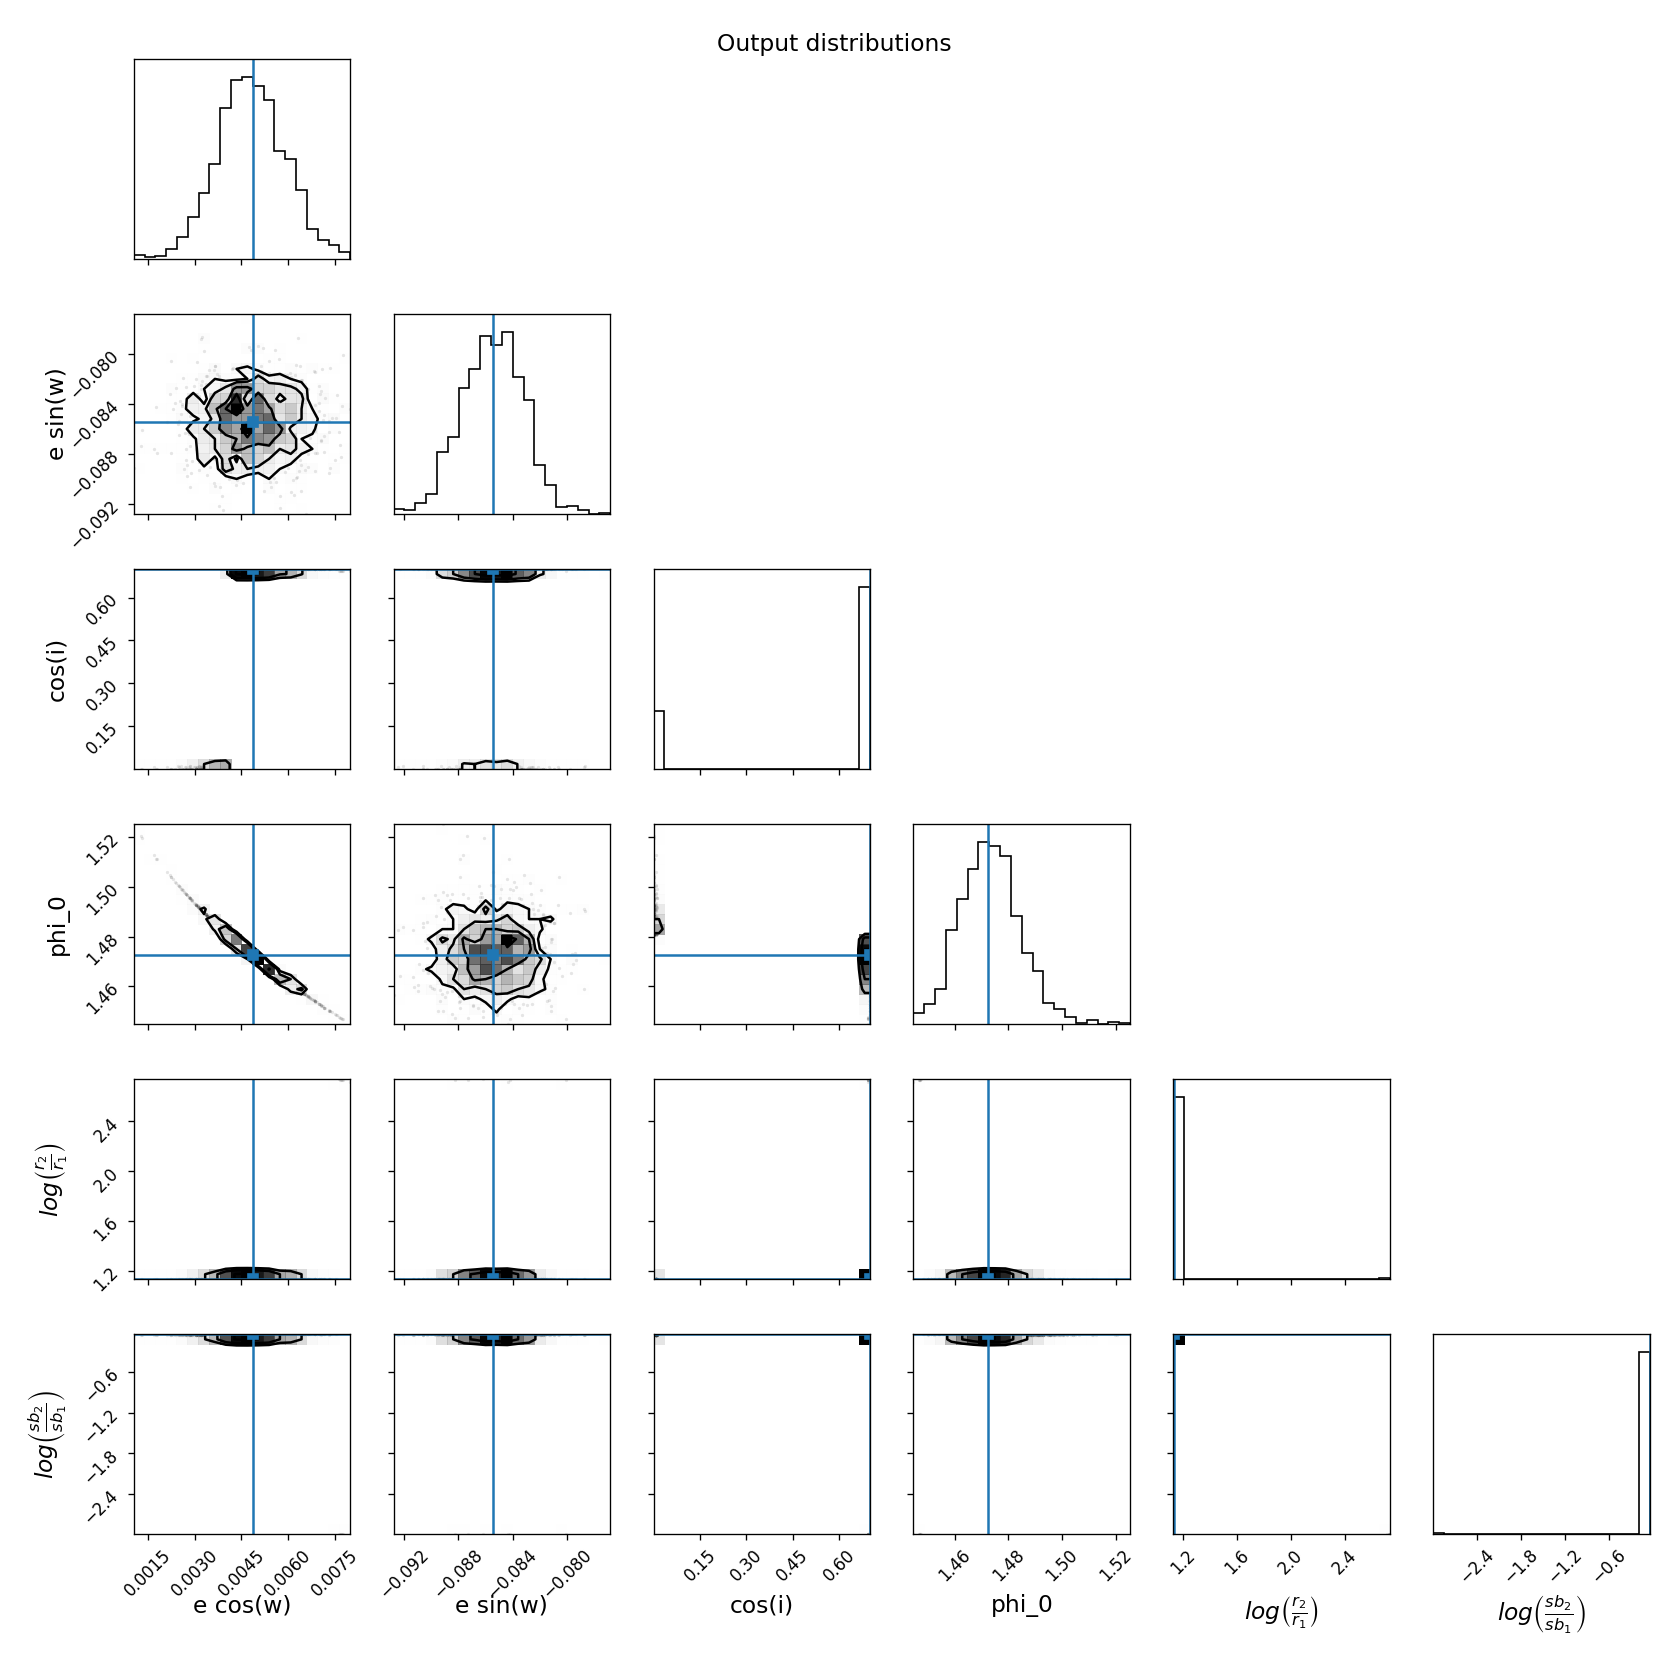 Output distributions
e sin(w)
−0.080
−0.084
−0.088
−0.092
cos(i)
0.60
0.45
0.30
0.15
phi_0
1.52
1.50
1.48
1.46
log(r₂/r₁)
2.4
2.0
1.6
1.2
log(sb₂/sb₁)
−0.6
−1.2
−1.8
−2.4
0.0015 0.0030 0.0045 0.0060 0.0075
−0.092 −0.088 −0.084 −0.080
0.15 0.30 0.45 0.60
1.46 1.48 1.50 1.52
1.2 1.6 2.0 2.4
−2.4 −1.8 −1.2 −0.6
e cos(w) e sin(w) cos(i) phi_0 log(r₂/r₁) log(sb₂/sb₁)